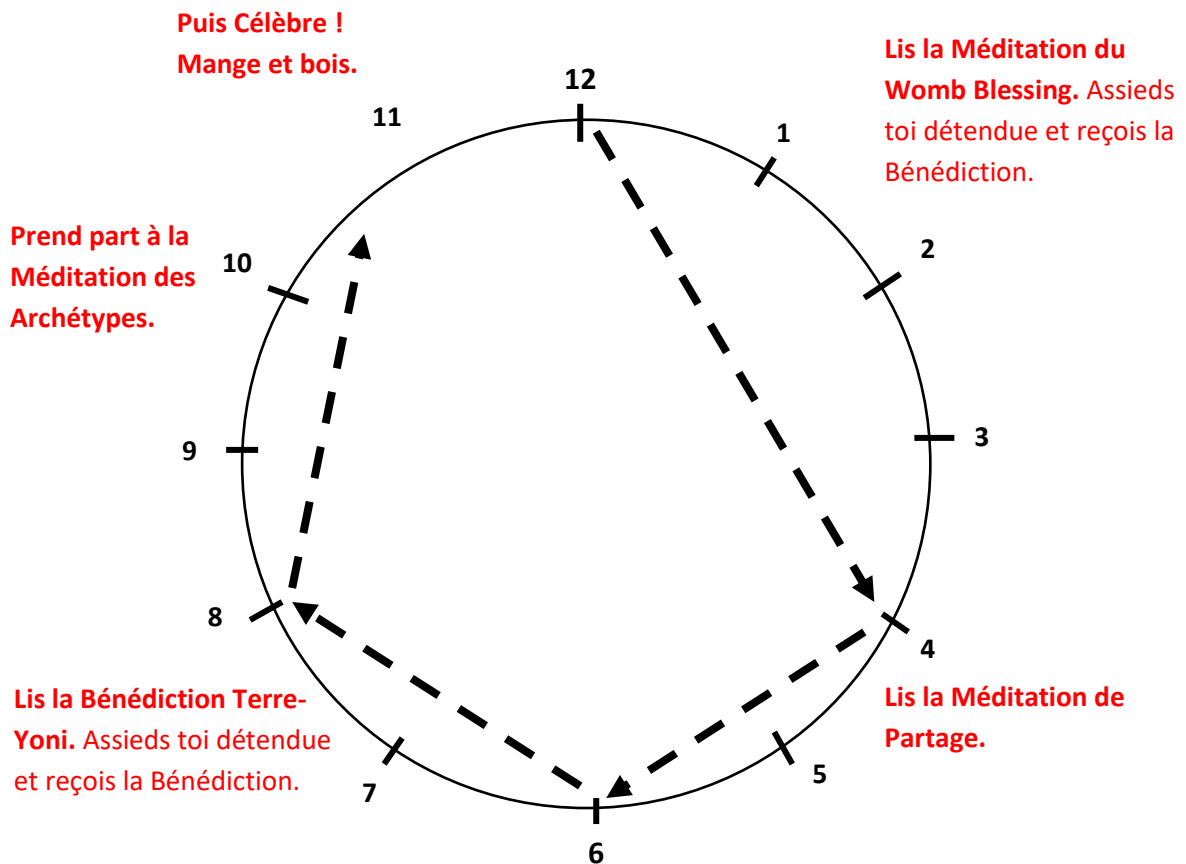 Puis Célèbre !
Mange et bois.
12
Lis la Méditation du
Womb Blessing. Assieds
toi détendue et reçois la
Bénédiction.
11
1
2
Prend part à la
Méditation des
Archétypes.
10
9
3
8
4
Lis la Bénédiction Terre-
Yoni. Assieds toi détendue
et reçois la Bénédiction.
Lis la Méditation de
Partage.
7
5
6